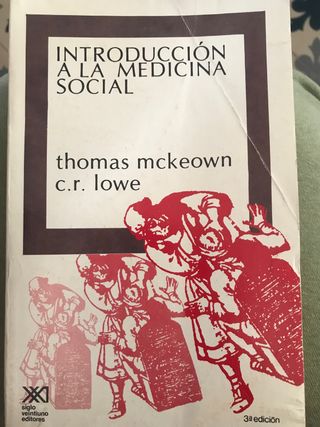 INTRODUCCIÓN
A LA MEDICINA
SOCIAL
thomas mckeown
c.r. lowe
siglo
veintiuno
editores
3ª edición